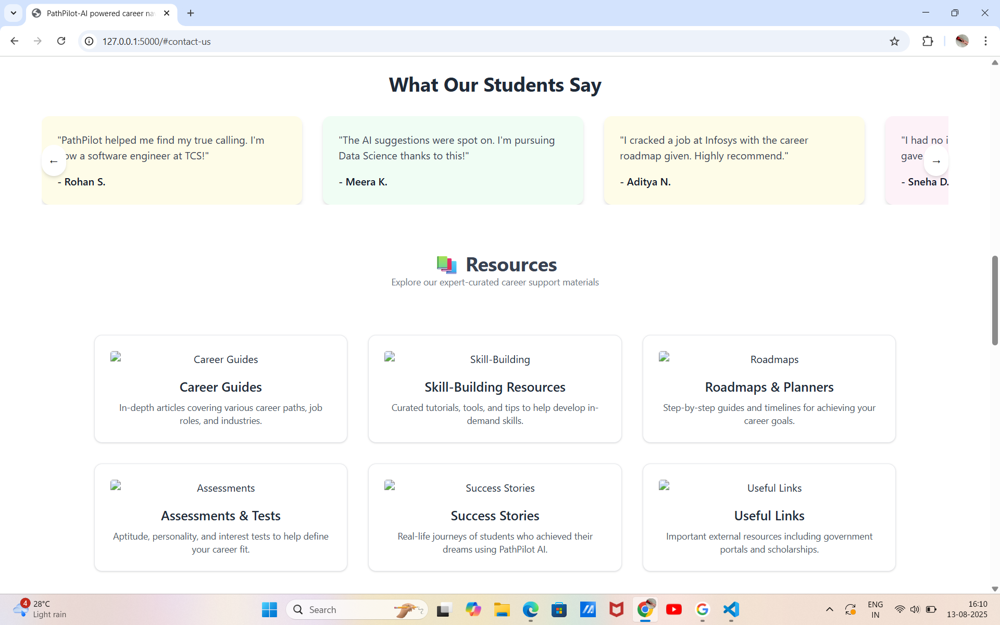 PathPilot-AI powered career na
127.0.0.1:5000/#contact-us
What Our Students Say
"PathPilot helped me find my true calling. I'm
ow a software engineer at TCS!"
- Rohan S.
"The AI suggestions were spot on. I'm pursuing
Data Science thanks to this!"
- Meera K.
"I cracked a job at Infosys with the career
roadmap given. Highly recommend."
- Aditya N.
"I had no i
gave
- Sneha D.
Resources
Explore our expert-curated career support materials
Career Guides
Career Guides
In-depth articles covering various career paths, job
roles, and industries.
Skill-Building
Skill-Building Resources
Curated tutorials, tools, and tips to help develop in-
demand skills.
Roadmaps
Roadmaps & Planners
Step-by-step guides and timelines for achieving your
career goals.
Assessments
Assessments & Tests
Aptitude, personality, and interest tests to help define
your career fit.
Success Stories
Success Stories
Real-life journeys of students who achieved their
dreams using PathPilot AI.
Useful Links
Useful Links
Important external resources including government
portals and scholarships.
4
28°C
Light rain
Search
ENG
IN
16:10
13-08-2025